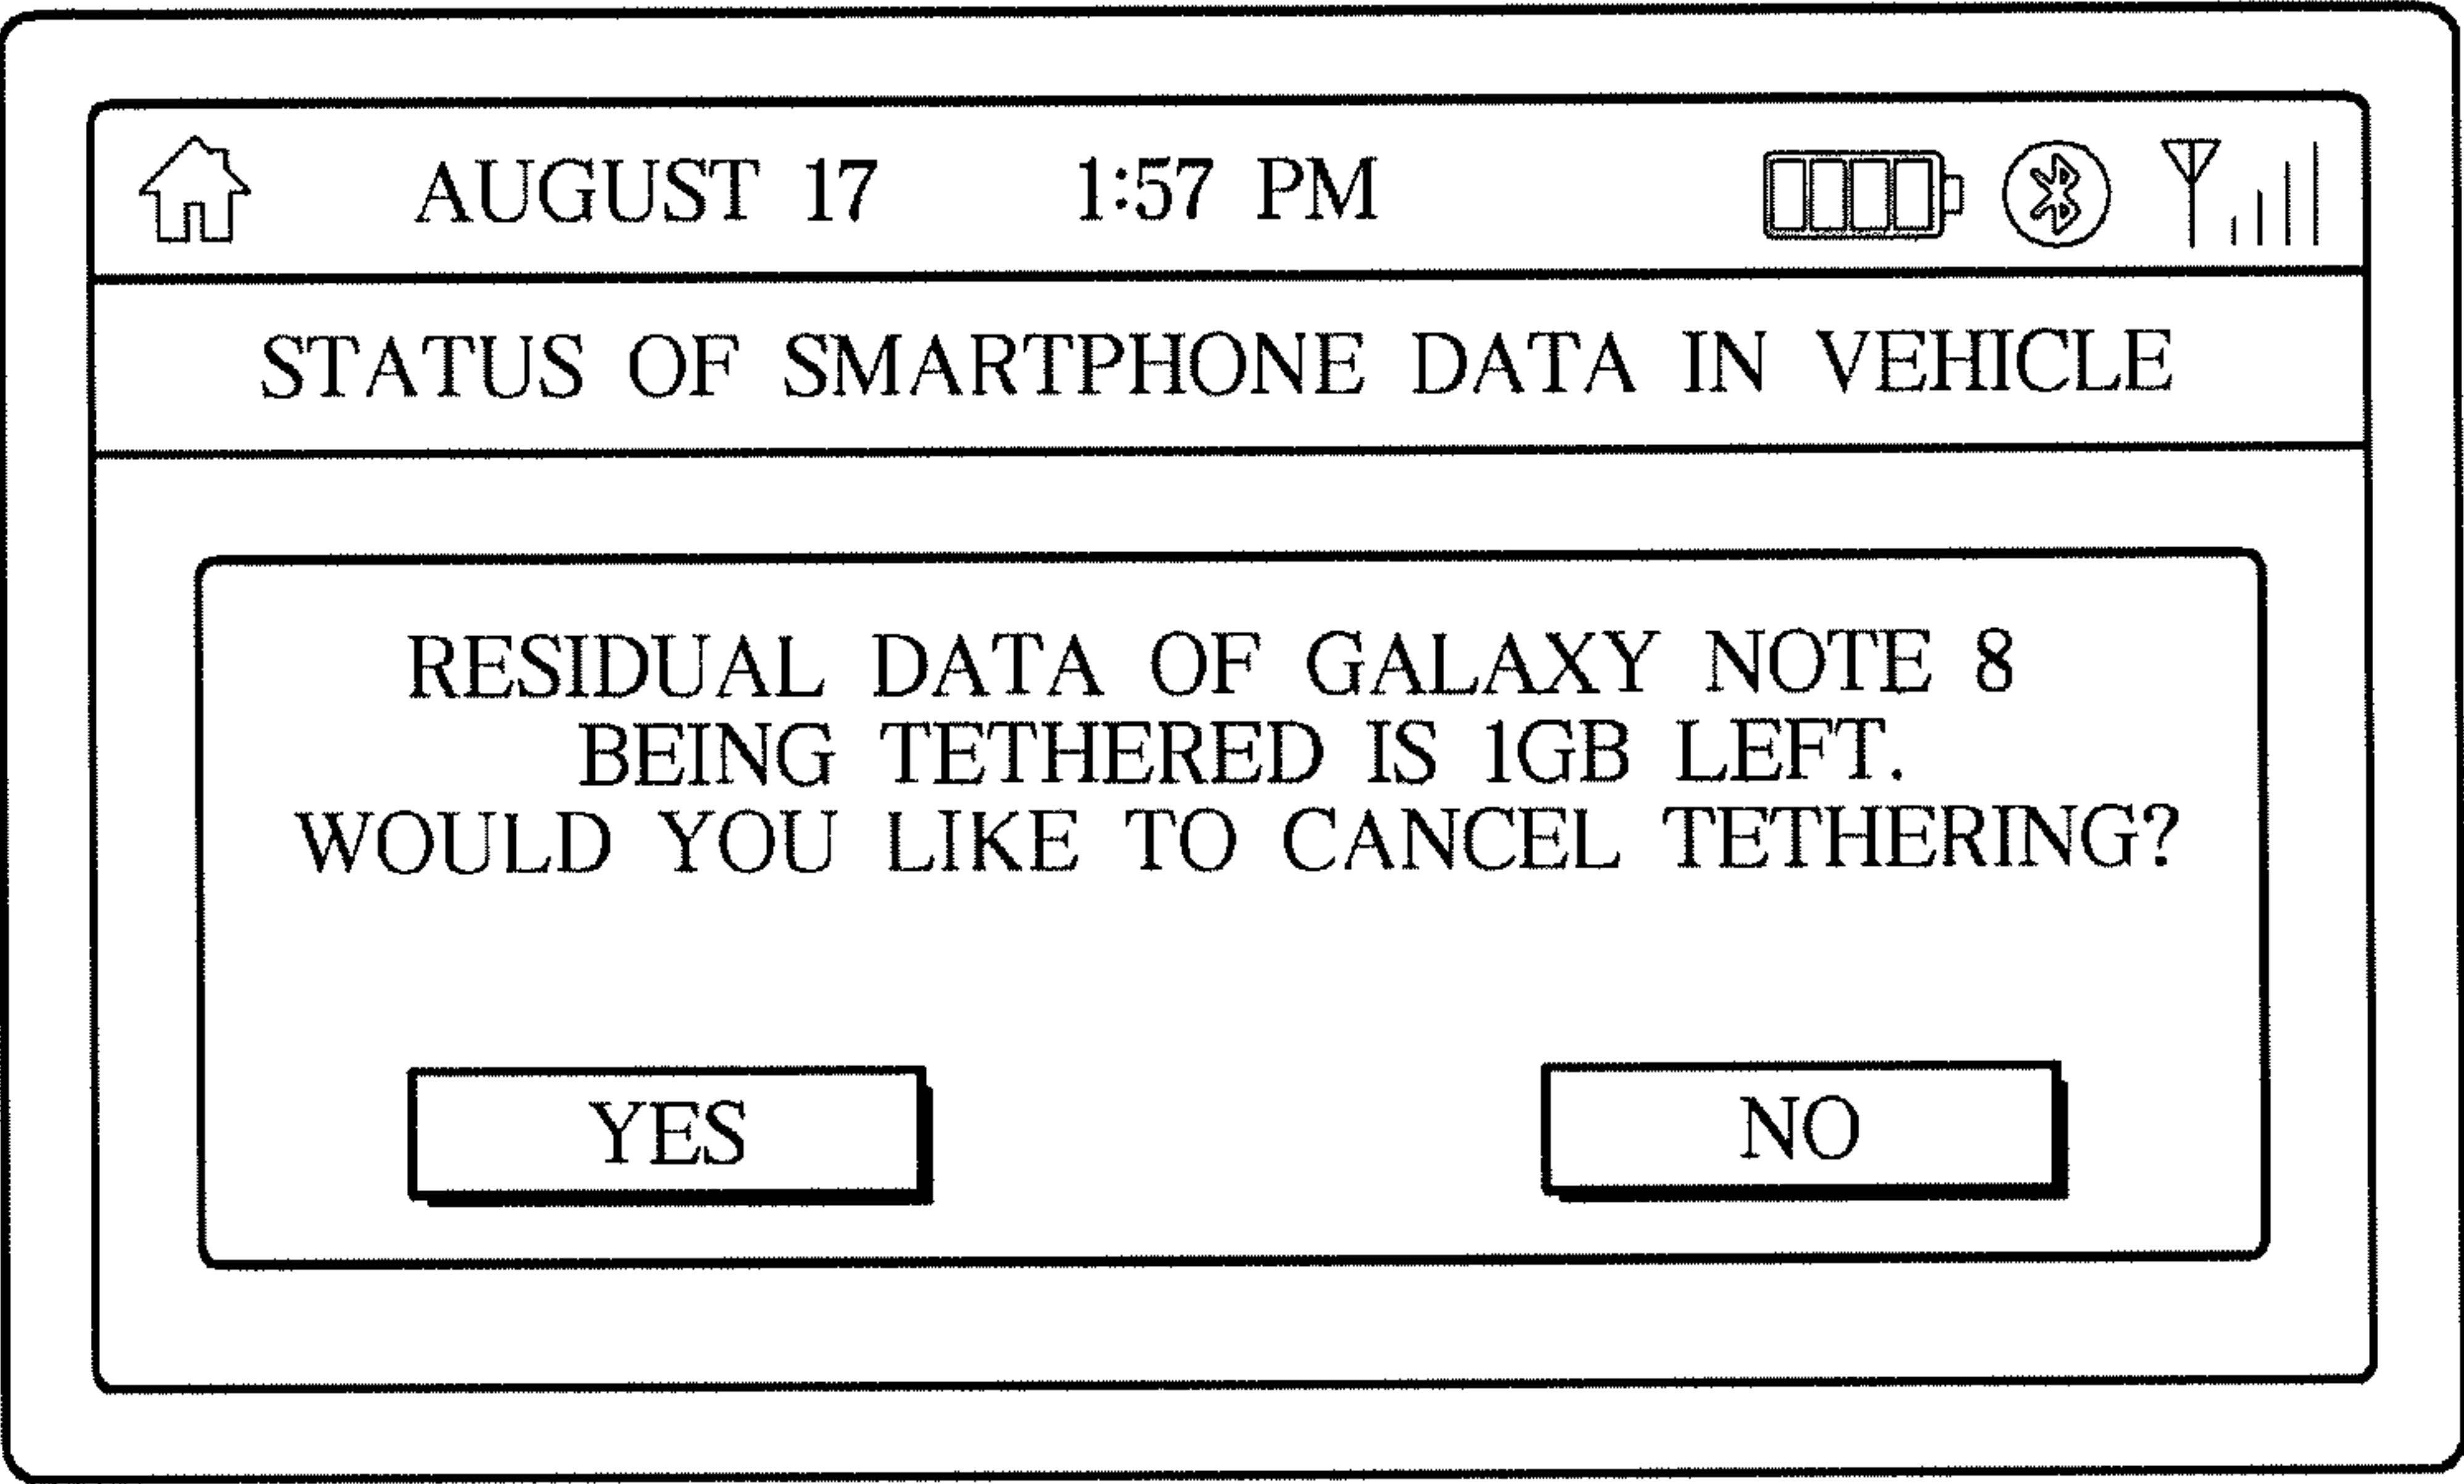 AUGUST 17 1:57 PM
STATUS OF SMARTPHONE DATA IN VEHICLE
RESIDUAL DATA OF GALAXY NOTE 8
BEING TETHERED IS 1GB LEFT.
WOULD YOU LIKE TO CANCEL TETHERING?
YES NO